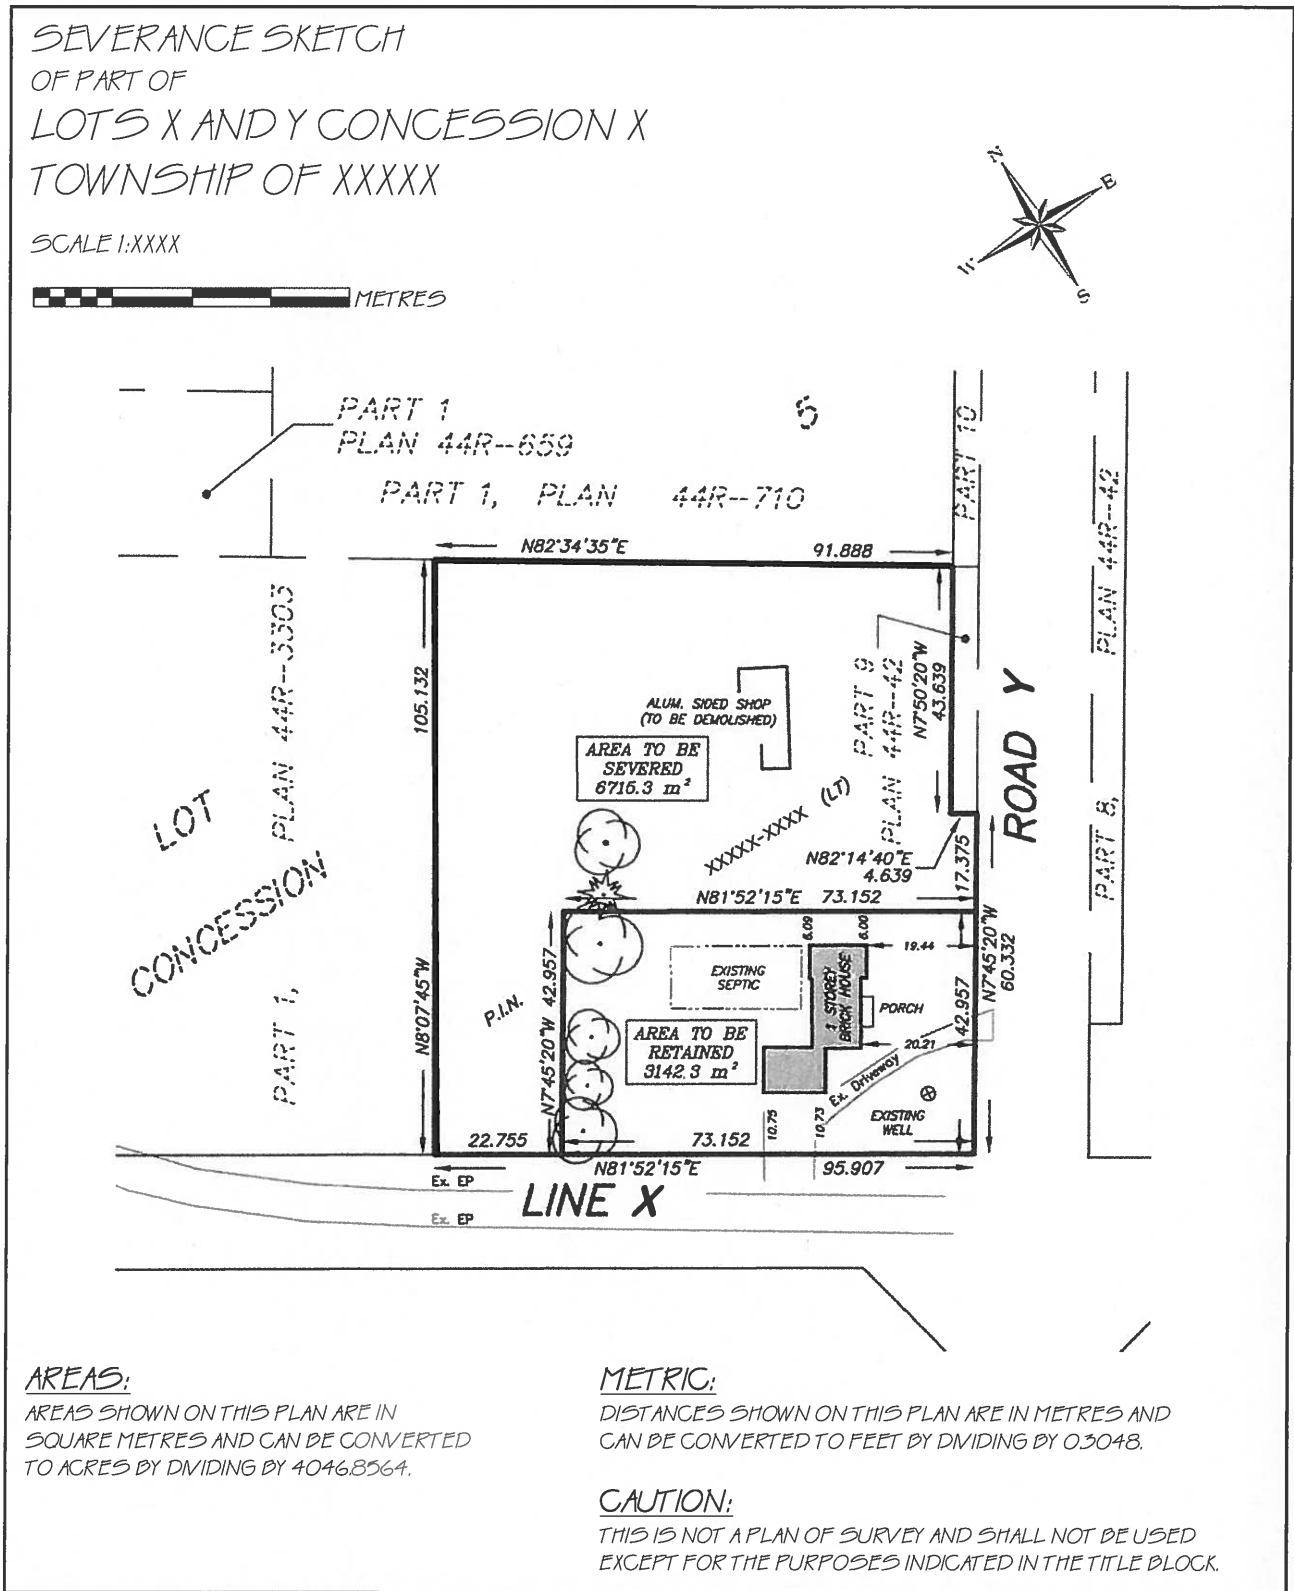 SEVERANCE SKETCH
OF PART OF
LOTS X AND Y CONCESSION X
TOWNSHIP OF XXXXX
SCALE 1:XXXX
METRES
N
E
W
S
PART 1
PLAN 44R--659
5
PART 1, PLAN 44R--710
PART 10
PLAN 44R--42
N82°34'35"E
91.888
PLAN 44R--3303
105.132
ALUM. SIDED SHOP
(TO BE DEMOLISHED)
PART 9
PLAN 44R--42
N7°50'20"W
43.639
ROAD Y
AREA TO BE
SEVERED
6715.3 m²
XXXXX-XXXX (LT)
LOT
CONCESSION
N82°14'40"E
4.639
17.375
PART 8,
N81°52'15"E 73.152
6.09
6.00
19.44
N7°45'20"W
60.332
EXISTING
SEPTIC
1 STOREY
BRICK HOUSE
PORCH
42.957
N8°07'45"W
P.I.N.
N7°45'20"W 42.957
PART 1,
AREA TO BE
RETAINED
3142.3 m²
20.21
Ex. Driveway
EXISTING
WELL
10.75
10.73
22.755
73.152
N81°52'15"E
95.907
Ex. EP
LINE X
Ex. EP
AREAS:
AREAS SHOWN ON THIS PLAN ARE IN
SQUARE METRES AND CAN BE CONVERTED
TO ACRES BY DIVIDING BY 4046.8564.
METRIC:
DISTANCES SHOWN ON THIS PLAN ARE IN METRES AND
CAN BE CONVERTED TO FEET BY DIVIDING BY 0.3048.
CAUTION:
THIS IS NOT A PLAN OF SURVEY AND SHALL NOT BE USED
EXCEPT FOR THE PURPOSES INDICATED IN THE TITLE BLOCK.